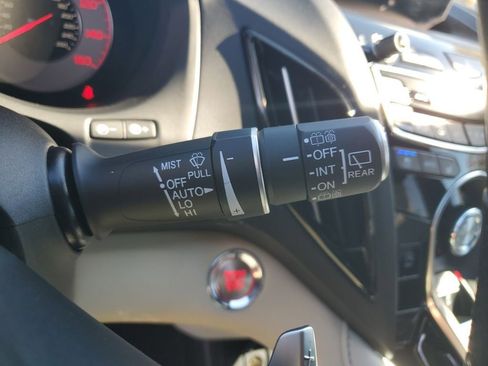 MIST
PULL
OFF
AUTO
LO
HI
−
+
OFF
INT
ON
REAR